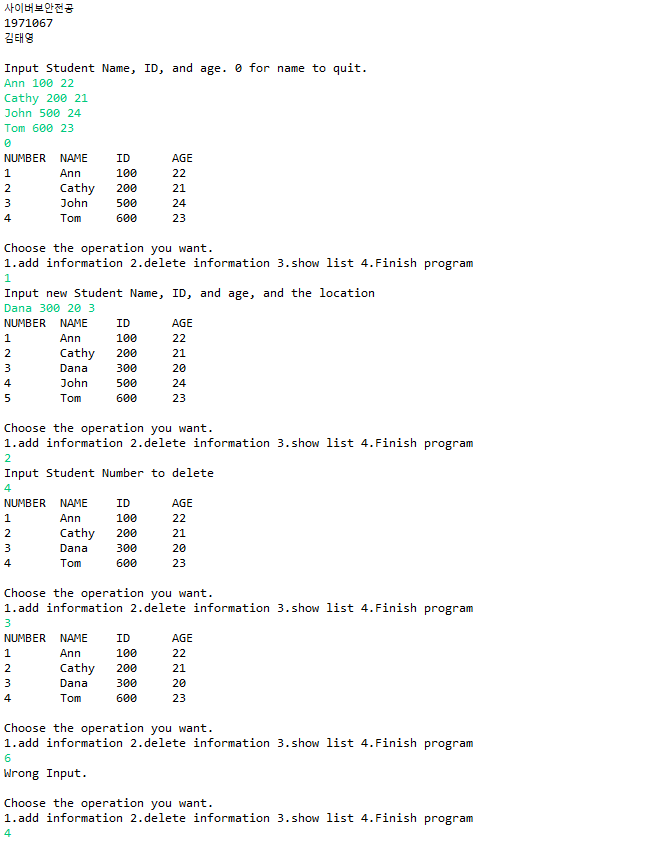 사이버보안전공
1971067
김태영
Input Student Name, ID, and age. 0 for name to quit.
Ann 100 22
Cathy 200 21
John 500 24
Tom 600 23
0
NUMBER NAME ID AGE
1 Ann 100 22
2 Cathy 200 21
3 John 500 24
4 Tom 600 23
Choose the operation you want.
1.add information 2.delete information 3.show list 4.Finish program
1
Input new Student Name, ID, and age, and the location
Dana 300 20 3
NUMBER NAME ID AGE
1 Ann 100 22
2 Cathy 200 21
3 Dana 300 20
4 John 500 24
5 Tom 600 23
Choose the operation you want.
1.add information 2.delete information 3.show list 4.Finish program
2
Input Student Number to delete
4
NUMBER NAME ID AGE
1 Ann 100 22
2 Cathy 200 21
3 Dana 300 20
4 Tom 600 23
Choose the operation you want.
1.add information 2.delete information 3.show list 4.Finish program
3
NUMBER NAME ID AGE
1 Ann 100 22
2 Cathy 200 21
3 Dana 300 20
4 Tom 600 23
Choose the operation you want.
1.add information 2.delete information 3.show list 4.Finish program
6
Wrong Input.
Choose the operation you want.
1.add information 2.delete information 3.show list 4.Finish program
4